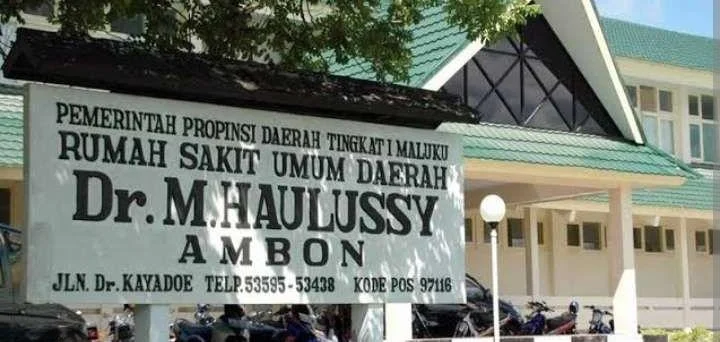 PEMERINTAH PROPINSI DAERAH TINGKAT I MALUKU
RUMAH SAKIT UMUM DAERAH
Dr. M. HAULUSSY
AMBON
JLN. Dr. KAYADOE TELP. 53595 - 53438 KODE POS 97116